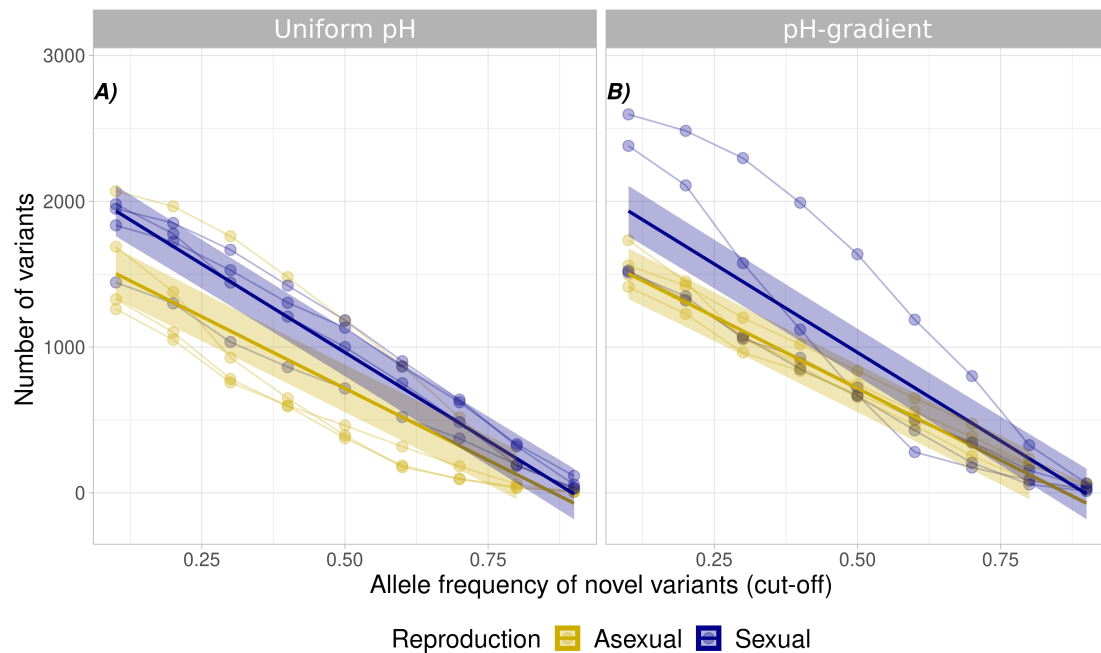 Uniform pH
pH-gradient
A)
B)
3000
2000
1000
0
Number of variants
0.25
0.50
0.75
0.25
0.50
0.75
Allele frequency of novel variants (cut-off)
Reproduction Asexual Sexual